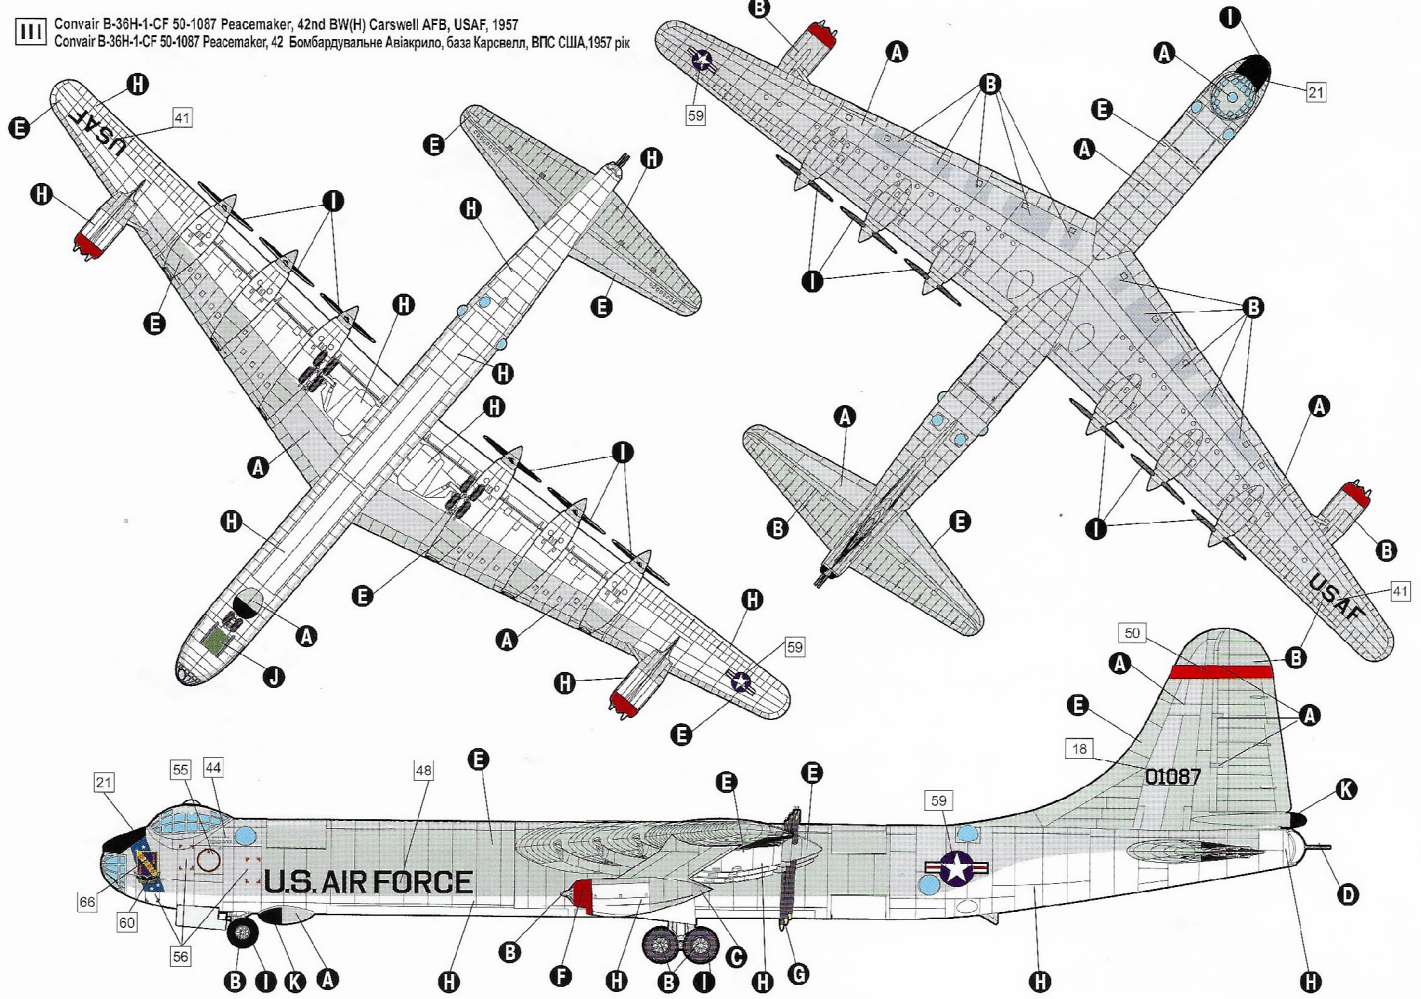 III
Convair B-36H-1-CF 50-1087 Peacemaker, 42nd BW(H) Carswell AFB, USAF, 1957
Convair B-36H-1-CF 50-1087 Peacemaker, 42 Бомбардувальне Авіакрило, база Карсвелл, ВПС США,1957 рік
B
I
A
A
B
21
59
E
A
H
E
41
USAF
H
I
E
H
H
E
E
I
H
H
H
I
A
H
E
A
J
A
H
59
H
E
B
A
I
B
41
USAF
A
B
E
50
B
A
E
A
18
01087
K
E
E
E
48
44
55
21
59
U.S. AIR FORCE
66
60
56
B
I
K
A
H
B
F
H
B
I
C
H
G
H
D
H